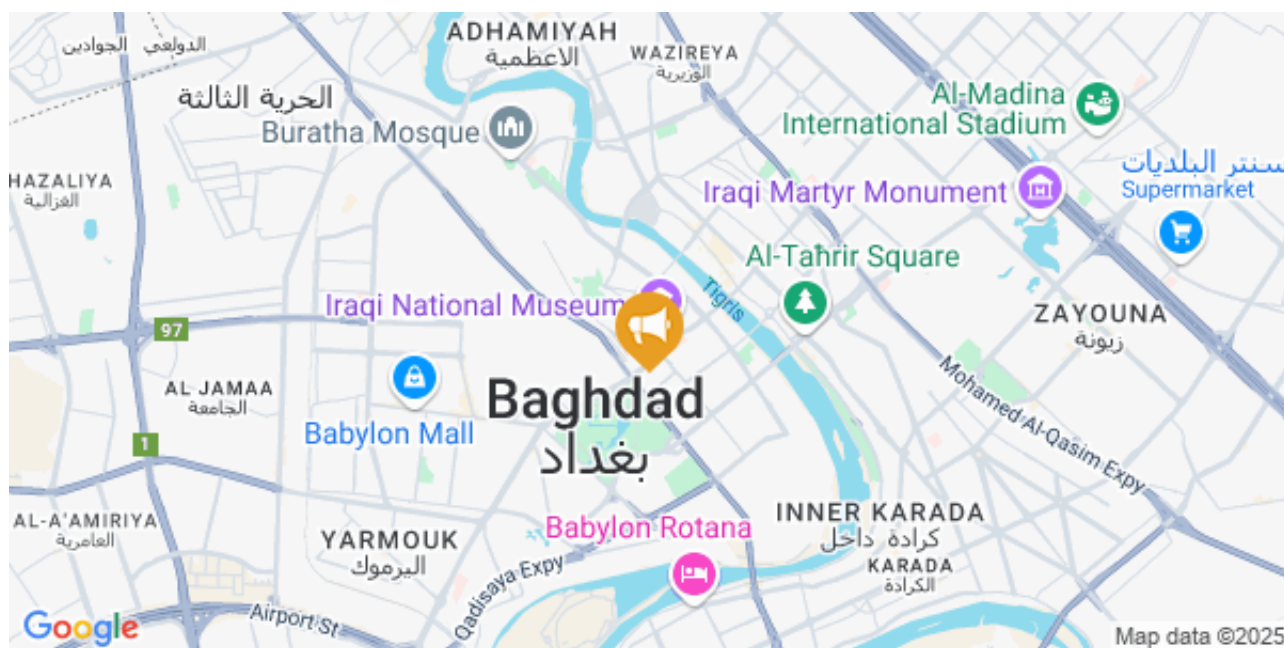 ADHAMIYAH
الاعظمية
WAZIREYA
الوزيرية
الدولعي
الجوادين
الحرية الثالثة
Buratha Mosque
Al-Madina
International Stadium
سنتر البلديات
Supermarket
HAZALIYA
الغزالية
Iraqi Martyr Monument
Al-Taḥrir Square
Iraqi National Museum
Tigris
ZAYOUNA
زيونة
97
AL JAMAA
الجامعة
Babylon Mall
Baghdad
بغداد
Mohamed Al-Qasim Expy
1
AL-A'AMIRIYA
العامرية
YARMOUK
اليرموك
Babylon Rotana
INNER KARADA
كرادة داخل
KARADA
الكرادة
Qadisaya Expy
Airport St
Google
Map data ©2025